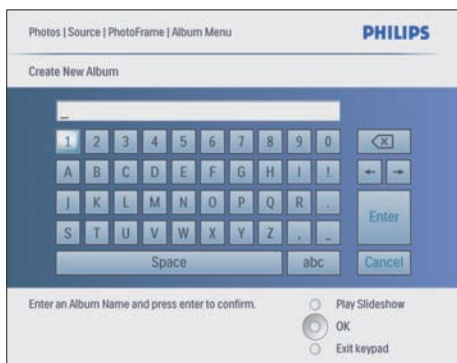 Photos | Source | PhotoFrame | Album Menu
PHILIPS
Create New Album
_
1 2 3 4 5 6 7 8 9 0
A B C D E F G H I !
J K L M N O P Q R .
S T U V W X Y Z , _
Enter
Space abc Cancel
Enter an Album Name and press enter to confirm.
Play Slideshow
OK
Exit keypad